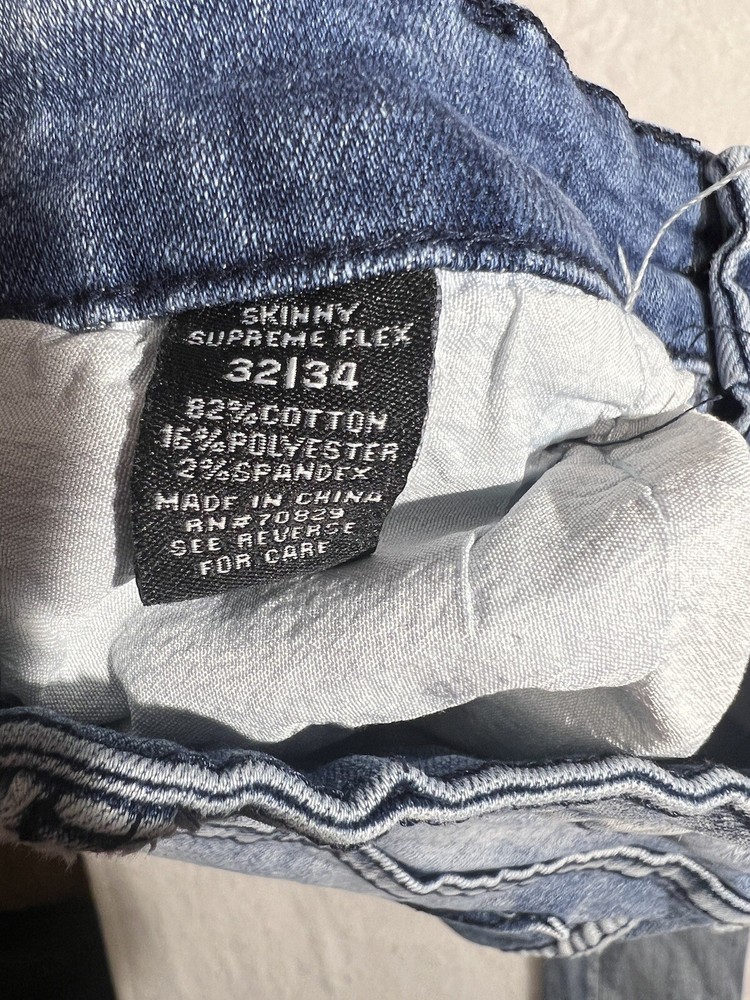 SKINNY
SUPREME FLEX
32|34
82%COTTON
16%POLYESTER
2%SPANDEX
MADE IN CHINA
RN#70829
SEE REVERSE
FOR CARE